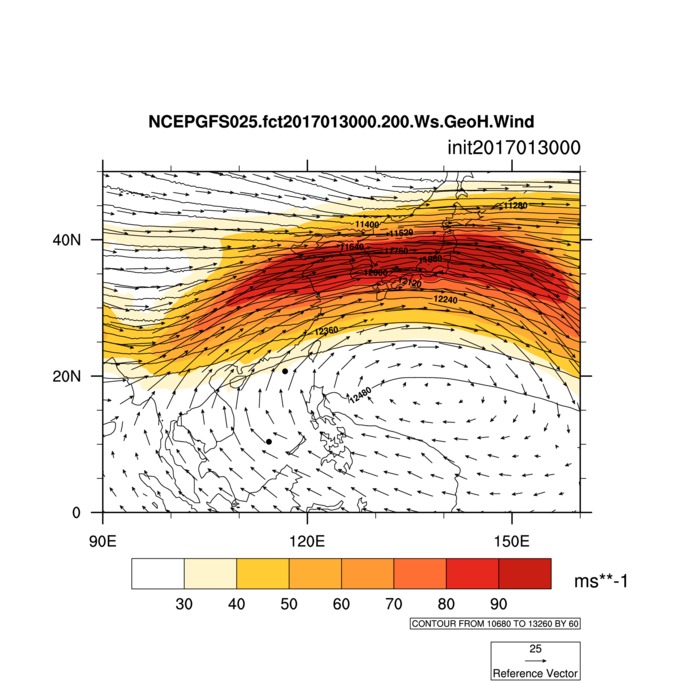 NCEPGFS025.fct2017013000.200.Ws.GeoH.Wind
init2017013000
40N
20N
0
90E 120E 150E
11280
11400
11520
11640
11760
11880
12000
12120
12240
12360
12480
30 40 50 60 70 80 90
ms**-1
CONTOUR FROM 10680 TO 13260 BY 60
25
Reference Vector